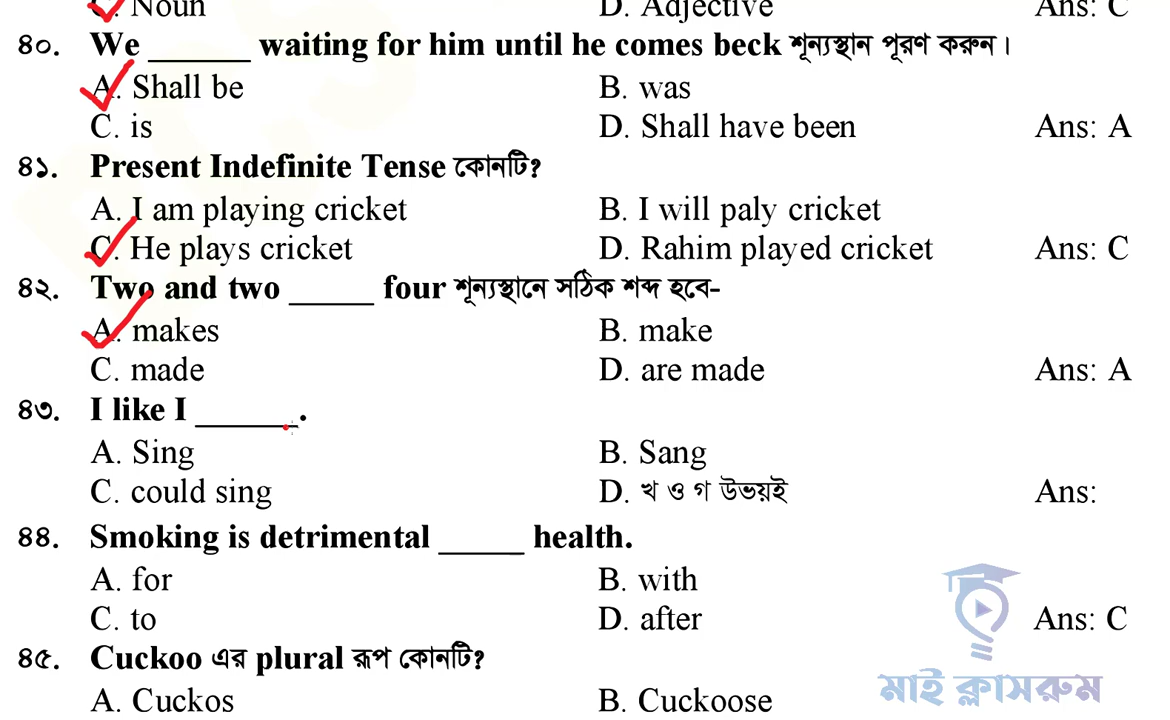 C. Noun D. Adjective Ans: C
৪০. We ______ waiting for him until he comes beck শূন্যস্থান পূরণ করুন।
A. Shall be B. was
C. is D. Shall have been Ans: A
৪১. Present Indefinite Tense কোনটি?
A. I am playing cricket B. I will paly cricket
C. He plays cricket D. Rahim played cricket Ans: C
৪২. Two and two _____ four শূন্যস্থানে সঠিক শব্দ হবে-
A. makes B. make
C. made D. are made Ans: A
৪৩. I like I ______.
A. Sing B. Sang
C. could sing D. খ ও গ উভয়ই Ans:
৪৪. Smoking is detrimental _____ health.
A. for B. with
C. to D. after Ans: C
৪৫. Cuckoo এর plural রূপ কোনটি?
A. Cuckos B. Cuckoose
মাই ক্লাসরুম